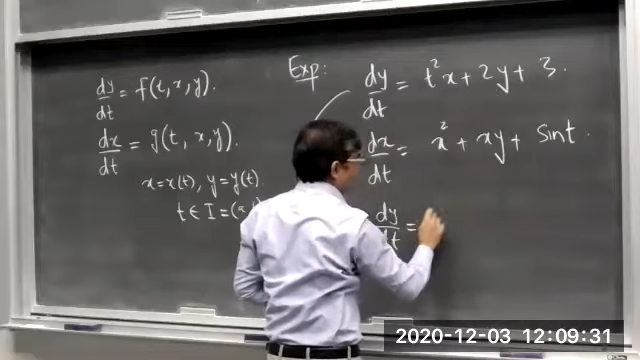 dy/dt = f(t, x, y).
dx/dt = g(t, x, y).
x = x(t), y = y(t).
t ∈ I = (a,
Exp:
dy/dt = t²x + 2y + 3.
dx/dt = x² + xy + Sint.
dy/dt =
2020-12-03 12:09:31